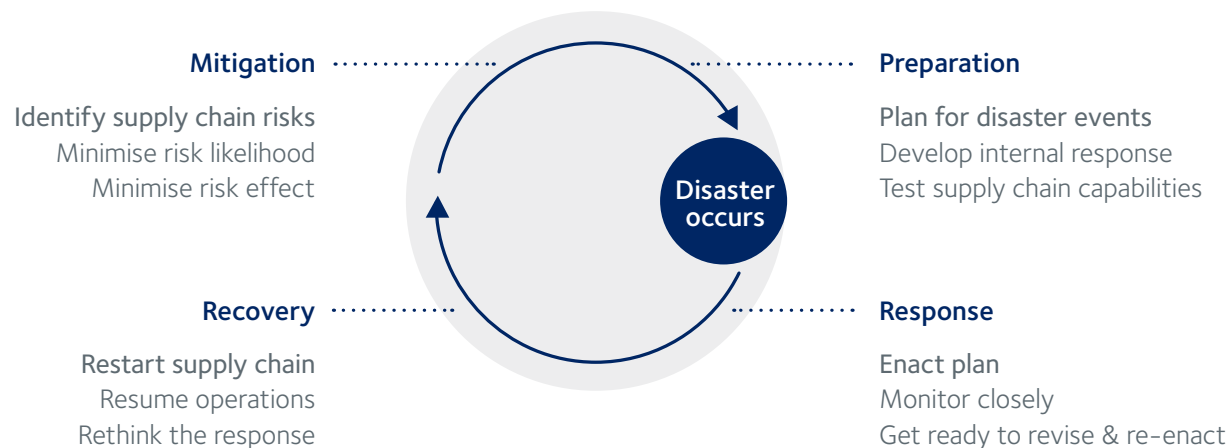 Mitigation
Identify supply chain risks
Minimise risk likelihood
Minimise risk effect
Preparation
Plan for disaster events
Develop internal response
Test supply chain capabilities
Disaster
occurs
Recovery
Restart supply chain
Resume operations
Rethink the response
Response
Enact plan
Monitor closely
Get ready to revise & re-enact